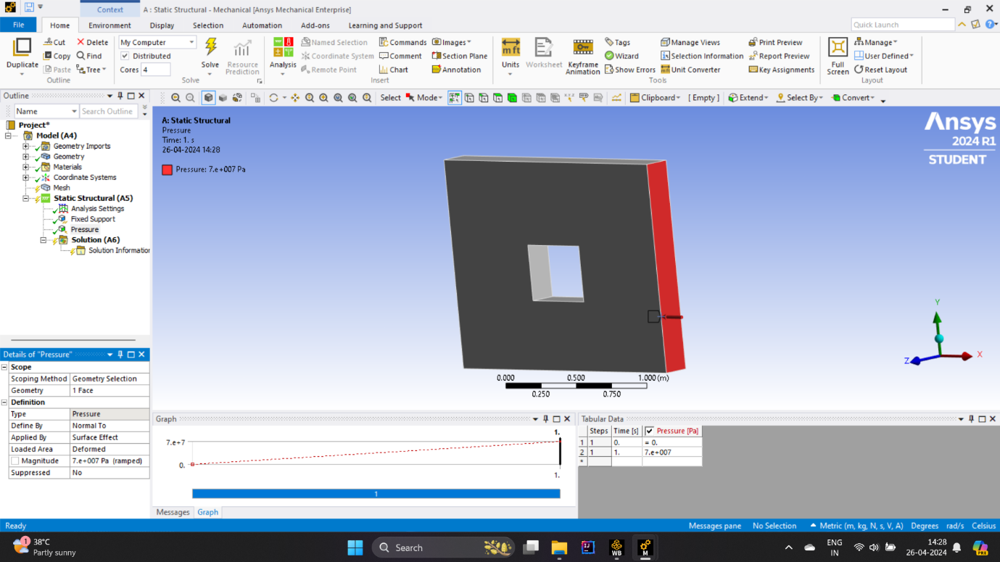 Context
A : Static Structural - Mechanical [Ansys Mechanical Enterprise]
File
Home
Environment
Display
Selection
Automation
Add-ons
Learning and Support
Quick Launch
Duplicate
Cut
Copy
Paste
Delete
Find
Tree
Outline
My Computer
Distributed
Cores 4
Solve
Resource Prediction
Solve
Analysis
Named Selection
Coordinate System
Remote Point
Commands
Comment
Chart
Images
Section Plane
Annotation
Insert
Units
Worksheet
Keyframe Animation
Tags
Wizard
Show Errors
Manage Views
Selection Information
Unit Converter
Print Preview
Report Preview
Key Assignments
Tools
Full Screen
Manage
User Defined
Reset Layout
Layout
Outline
Name
Search Outline
Select
Mode
Clipboard
[ Empty ]
Extend
Select By
Convert
Project*
Model (A4)
Geometry Imports
Geometry
Materials
Coordinate Systems
Mesh
Static Structural (A5)
Analysis Settings
Fixed Support
Pressure
Solution (A6)
Solution Information
A: Static Structural
Pressure
Time: 1. s
26-04-2024 14:28
Pressure: 7.e+007 Pa
Ansys
2024 R1
STUDENT
0.000 0.500 1.000 (m)
0.250 0.750
Y
X
Z
Details of "Pressure"
Scope
Scoping Method Geometry Selection
Geometry 1 Face
Definition
Type Pressure
Define By Normal To
Applied By Surface Effect
Loaded Area Deformed
Magnitude 7.e+007 Pa (ramped)
Suppressed No
Graph
1.
7.e+7
0.
1.
1
Messages
Graph
Tabular Data
Steps Time [s] Pressure [Pa]
1 1 0. = 0.
2 1 1. 7.e+007
*
Ready
Messages pane
No Selection
Metric (m, kg, N, s, V, A)
Degrees
rad/s
Celsius
1
38°C
Partly sunny
Search
WB
M
ENG
IN
14:28
26-04-2024
PRE